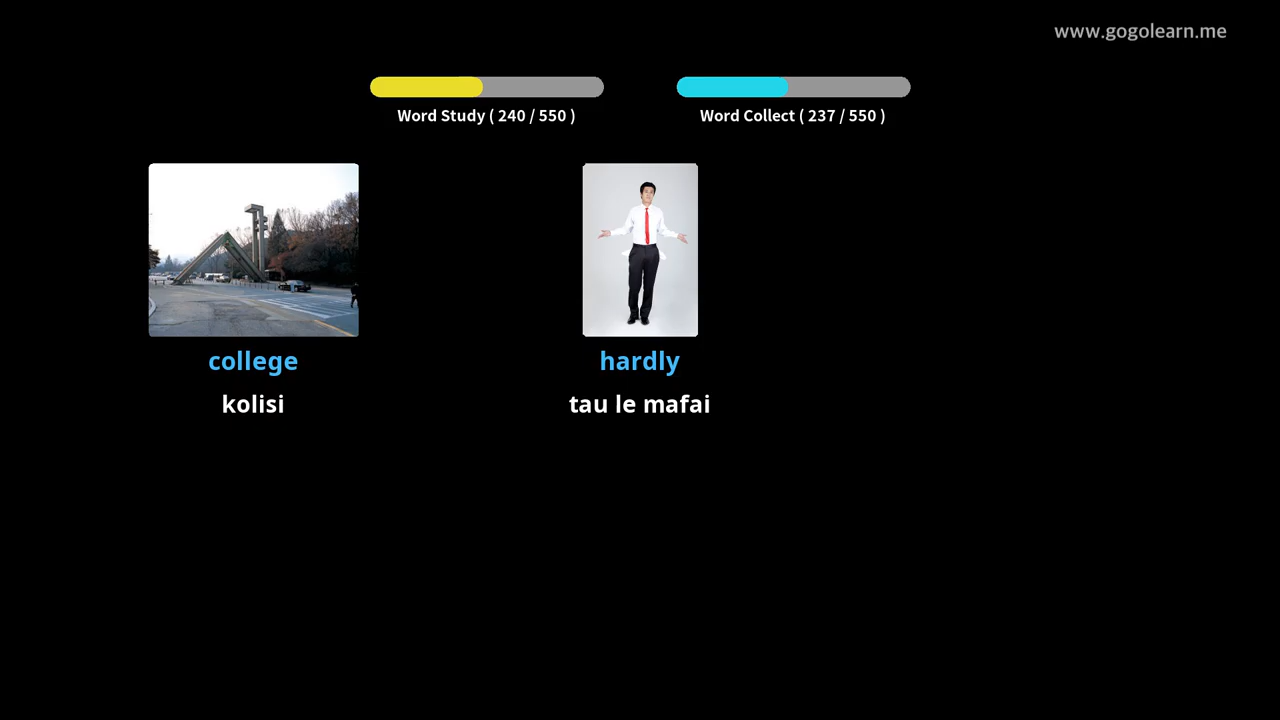 www.gogolearn.me
Word Study ( 240 / 550 )
Word Collect ( 237 / 550 )
college
hardly
kolisi
tau le mafai